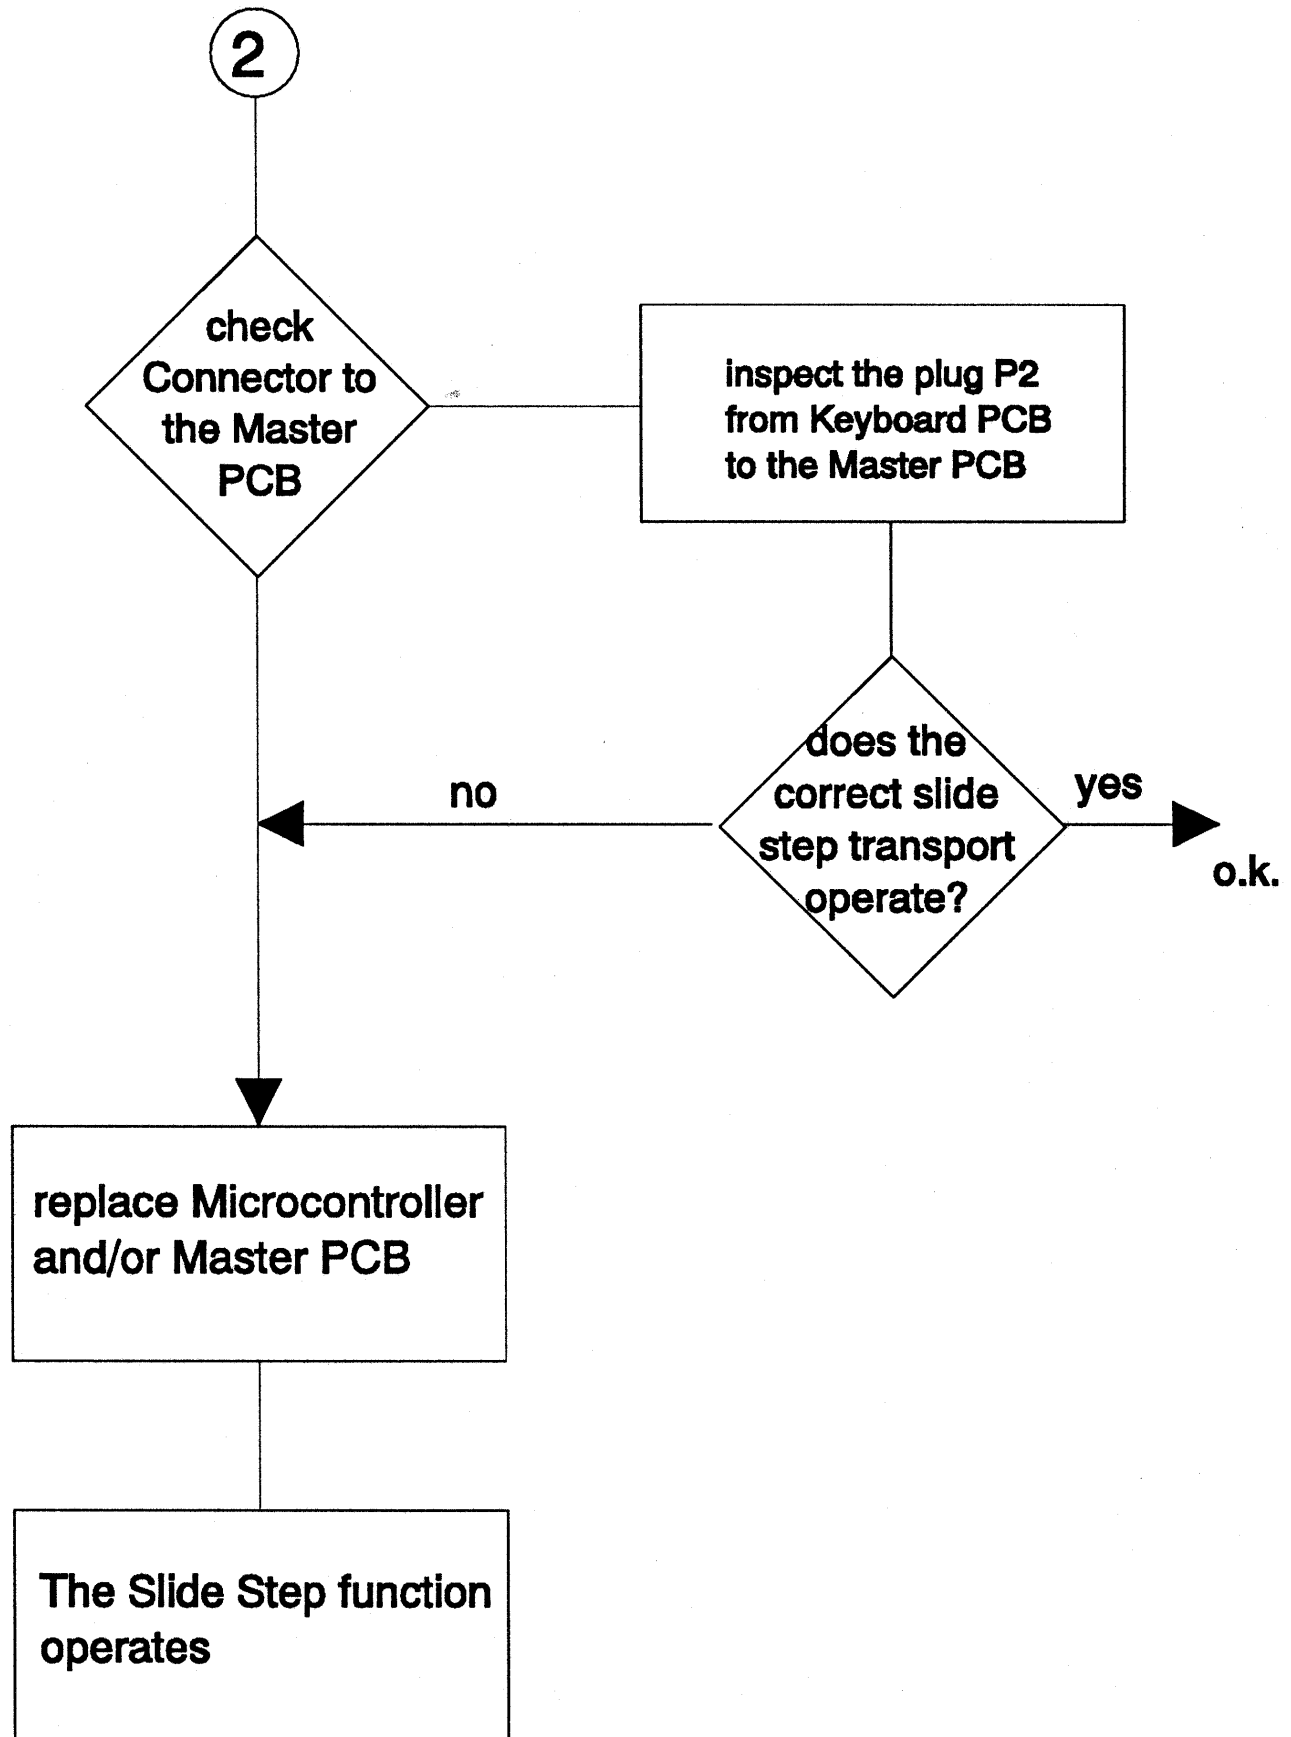 2
check
Connector to
the Master
PCB
inspect the plug P2
from Keyboard PCB
to the Master PCB
does the
correct slide
step transport
operate?
no
yes
o.k.
replace Microcontroller
and/or Master PCB
The Slide Step function
operates